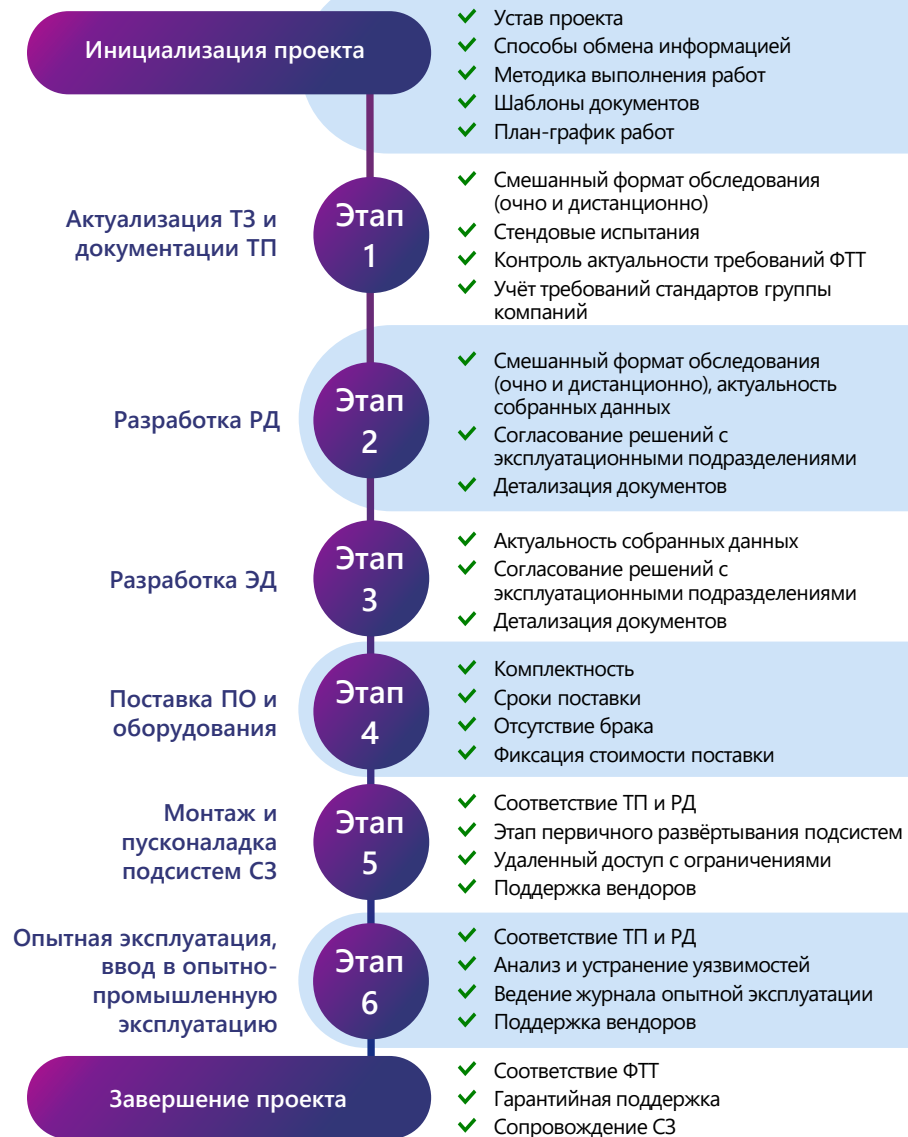 Инициализация проекта
Устав проекта
Способы обмена информацией
Методика выполнения работ
Шаблоны документов
План-график работ
Актуализация ТЗ и
документации ТП
Этап
1
Смешанный формат обследования
(очно и дистанционно)
Стендовые испытания
Контроль актуальности требований ФТТ
Учёт требований стандартов группы
компаний
Разработка РД
Этап
2
Смешанный формат обследования
(очно и дистанционно), актуальность
собранных данных
Согласование решений с
эксплуатационными подразделениями
Детализация документов
Разработка ЭД
Этап
3
Актуальность собранных данных
Согласование решений с
эксплуатационными подразделениями
Детализация документов
Поставка ПО и
оборудования
Этап
4
Комплектность
Сроки поставки
Отсутствие брака
Фиксация стоимости поставки
Монтаж и
пусконаладка
подсистем СЗ
Этап
5
Соответствие ТП и РД
Этап первичного развёртывания подсистем
Удаленный доступ с ограничениями
Поддержка вендоров
Опытная эксплуатация,
ввод в опытно-
промышленную
эксплуатацию
Этап
6
Соответствие ТП и РД
Анализ и устранение уязвимостей
Ведение журнала опытной эксплуатации
Поддержка вендоров
Завершение проекта
Соответствие ФТТ
Гарантийная поддержка
Сопровождение СЗ